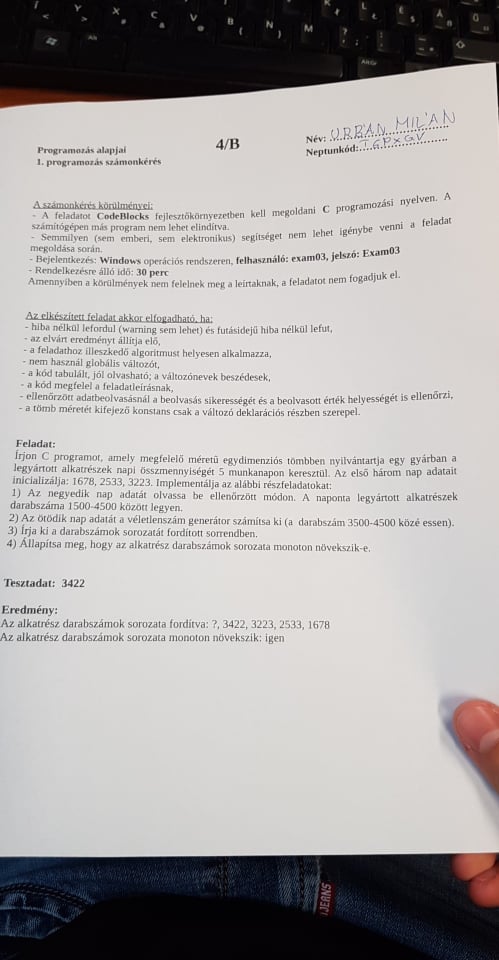 Programozás alapjai
1. programozás számonkérés
4/B
Név: URBÁN MILÁN
Neptunkód: IGPXGV
A számonkérés körülményei:
- A feladatot CodeBlocks fejlesztőkörnyezetben kell megoldani C programozási nyelven. A
számítógépen más program nem lehet elindítva.
- Semmilyen (sem emberi, sem elektronikus) segítséget nem lehet igénybe venni a feladat
megoldása során.
- Bejelentkezés: Windows operációs rendszeren, felhasználó: exam03, jelszó: Exam03
- Rendelkezésre álló idő: 30 perc
Amennyiben a körülmények nem felelnek meg a leírtaknak, a feladatot nem fogadjuk el.
Az elkészített feladat akkor elfogadható, ha:
- hiba nélkül lefordul (warning sem lehet) és futásidejű hiba nélkül lefut,
- az elvárt eredményt állítja elő,
- a feladathoz illeszkedő algoritmust helyesen alkalmazza,
- nem használ globális változót,
- a kód tabulált, jól olvasható; a változónevek beszédesek,
- a kód megfelel a feladatleírásnak,
- ellenőrzött adatbeolvasásnál a beolvasás sikerességét és a beolvasott érték helyességét is ellenőrzi,
- a tömb méretét kifejező konstans csak a változó deklarációs részben szerepel.
Feladat:
Írjon C programot, amely megfelelő méretű egydimenziós tömbben nyilvántartja egy gyárban a
legyártott alkatrészek napi összmennyiségét 5 munkanapon keresztül. Az első három nap adatait
inicializálja: 1678, 2533, 3223. Implementálja az alábbi részfeladatokat:
1) Az negyedik nap adatát olvassa be ellenőrzött módon. A naponta legyártott alkatrészek
darabszáma 1500-4500 között legyen.
2) Az ötödik nap adatát a véletlenszám generátor számítsa ki (a darabszám 3500-4500 közé essen).
3) Írja ki a darabszámok sorozatát fordított sorrendben.
4) Állapítsa meg, hogy az alkatrész darabszámok sorozata monoton növekszik-e.
Tesztadat: 3422
Eredmény:
Az alkatrész darabszámok sorozata fordítva: ?, 3422, 3223, 2533, 1678
Az alkatrész darabszámok sorozata monoton növekszik: igen
JEANS